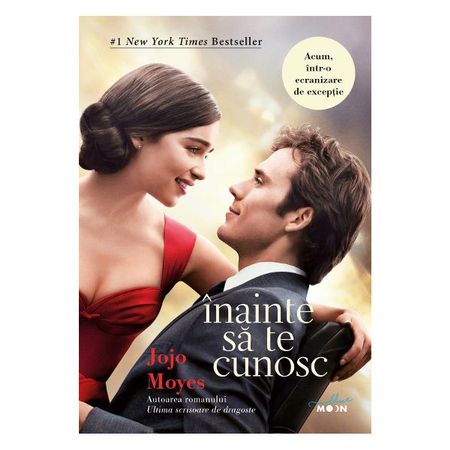 #1 New York Times Bestseller
Acum,
într-o
ecranizare
de excepție
înainte
să te
cunosc
Jojo
Moyes
Autoarea romanului
Ultima scrisoare de dragoste
blue
MOON